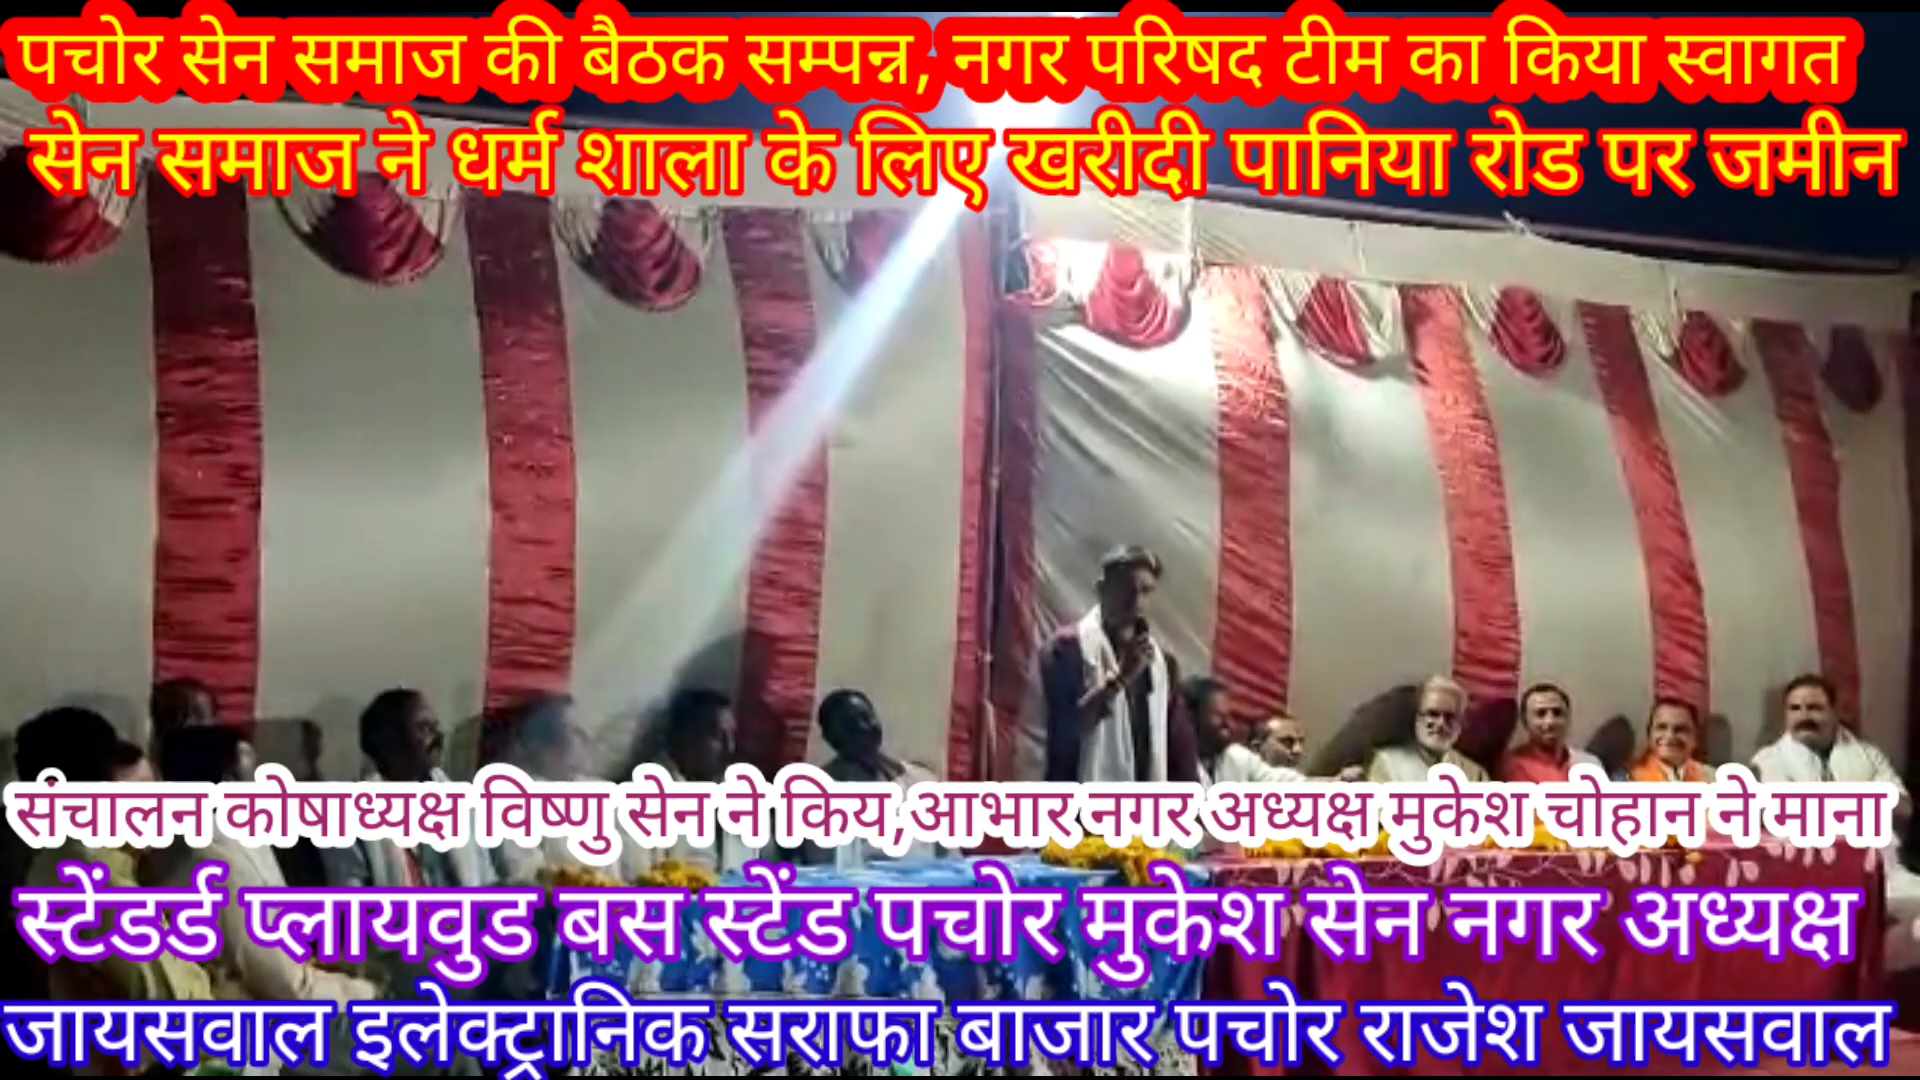 पचोर सेन समाज की बैठक सम्पन्न, नगर परिषद टीम का किया स्वागत
सेन समाज ने धर्म शाला के लिए खरीदी पानिया रोड पर जमीन
संचालन कोषाध्यक्ष विष्णु सेन ने किय,आभार नगर अध्यक्ष मुकेश चोहान ने माना
स्टेंडर्ड प्लायवुड बस स्टेंड पचोर मुकेश सेन नगर अध्यक्ष
जायसवाल इलेक्ट्रानिक सराफा बाजार पचोर राजेश जायसवाल